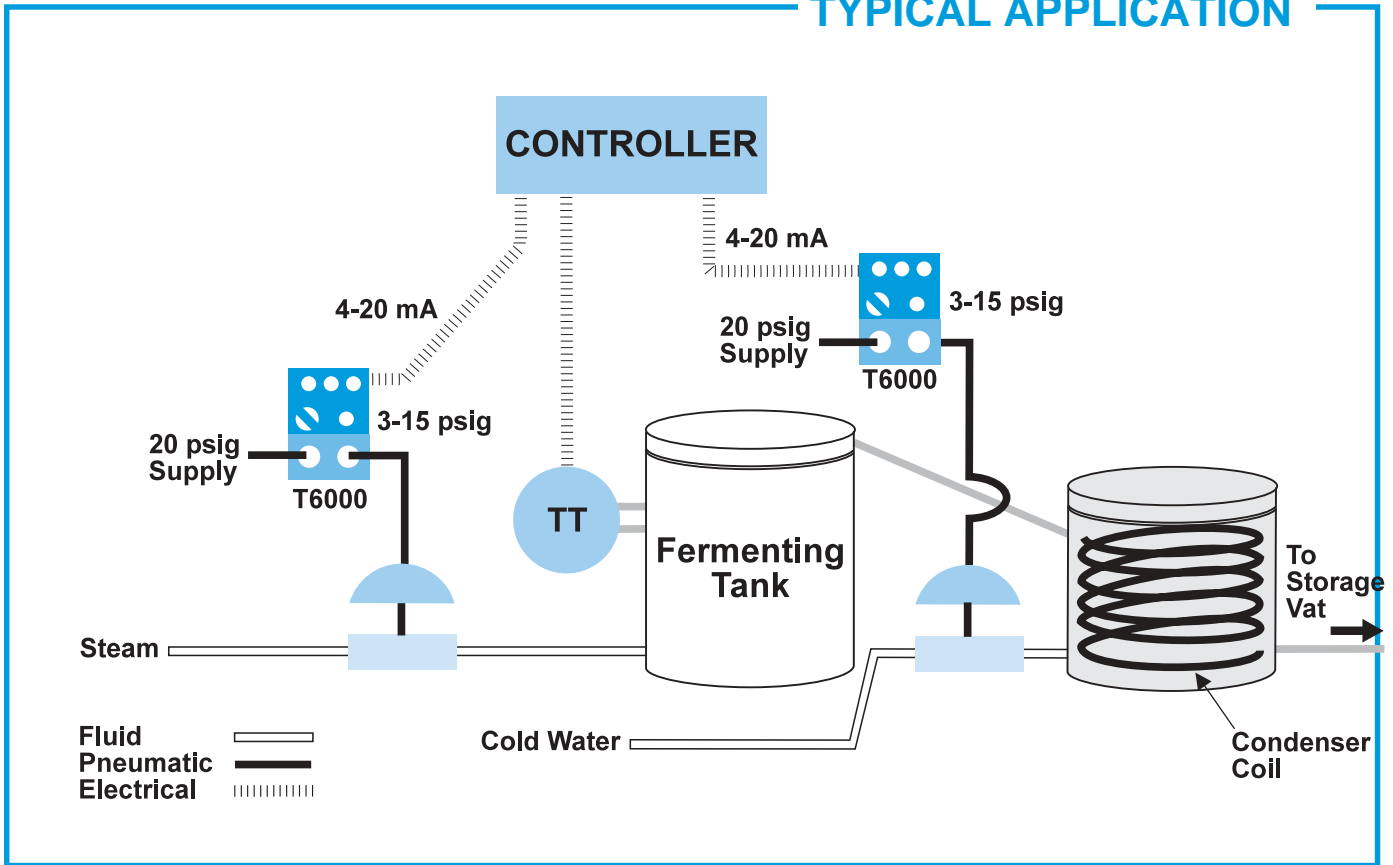 TYPICAL APPLICATION
CONTROLLER
4-20 mA
4-20 mA
3-15 psig
20 psig
Supply
T6000
3-15 psig
20 psig
Supply
T6000
TT
Fermenting
Tank
To
Storage
Vat
Steam
Cold Water
Condenser
Coil
Fluid
Pneumatic
Electrical